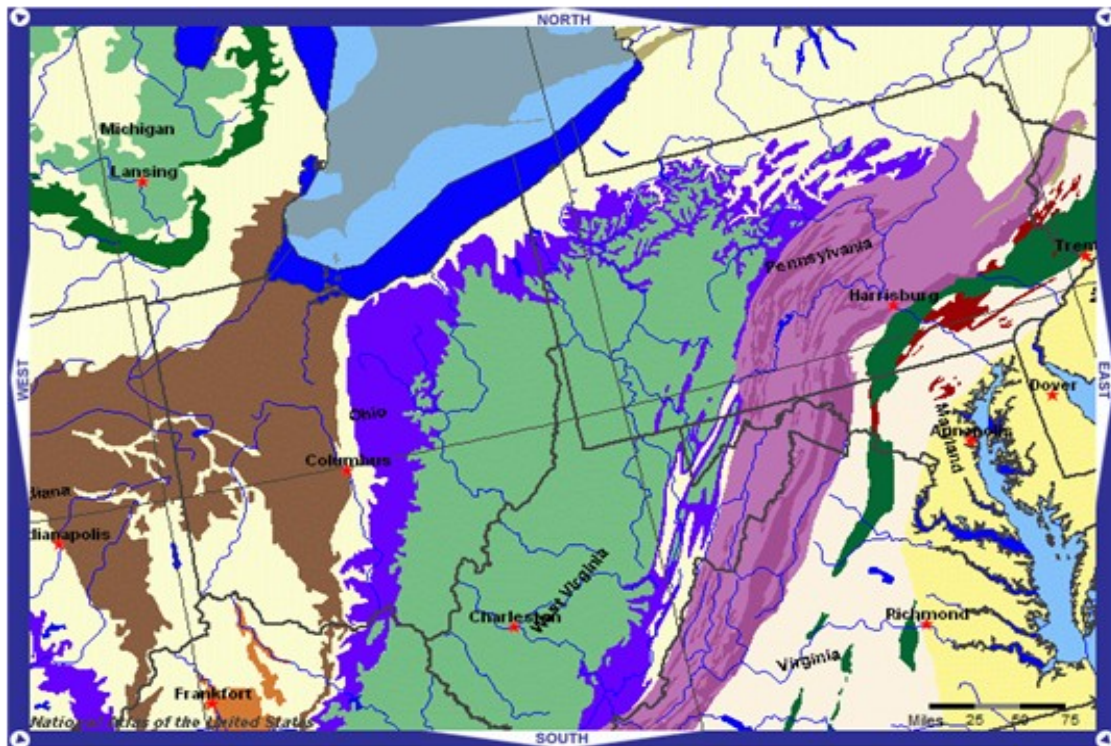 NORTH
Michigan
Lansing
Pennsylvania
Trent
Harrisburg
WEST
EAST
Dover
Ohio
Maryland
Annapolis
Columbus
diana
dianapolis
West Virginia
Charleston
Richmond
Virginia
Frankfort
National Atlas of the United States
Miles 25 50 75
SOUTH